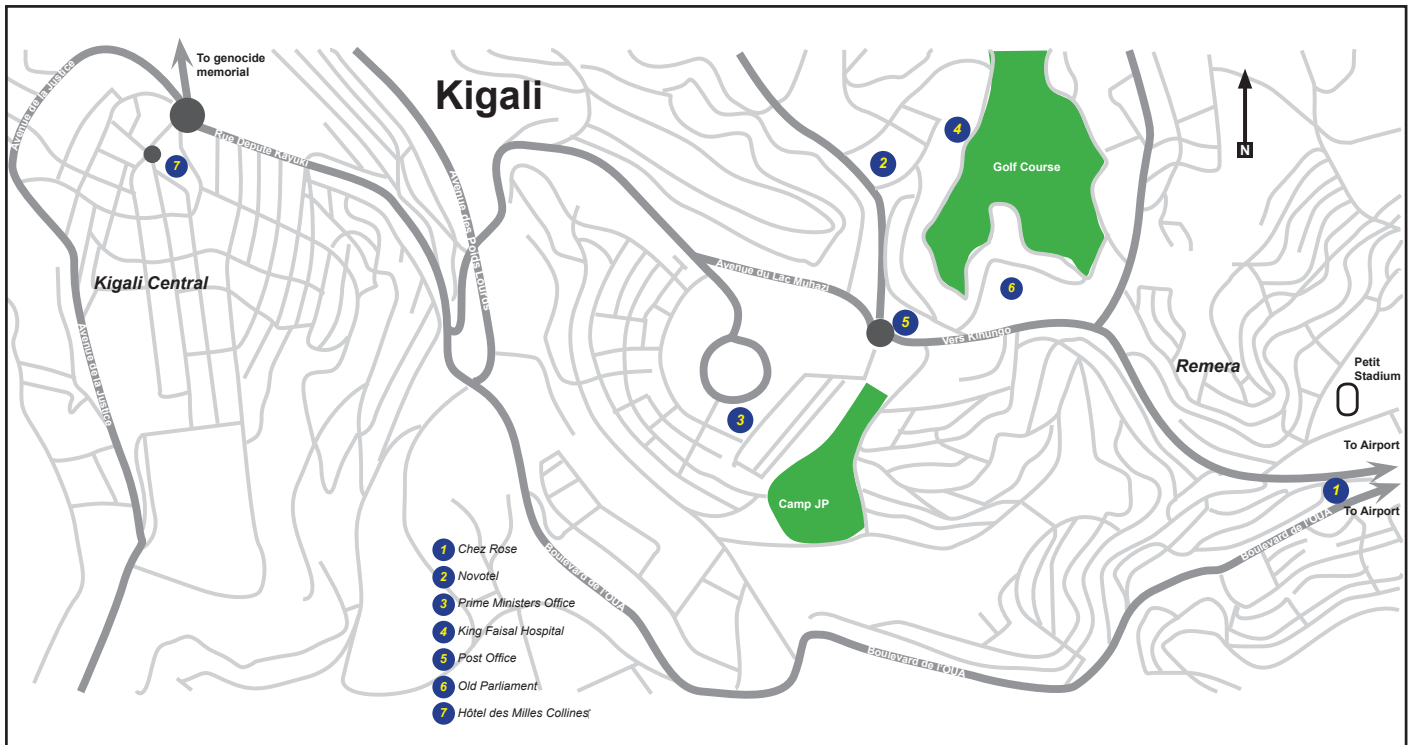 Kigali
To genocide
memorial
Avenue de la Justice
Rue Depute Kayuki
7
Kigali Central
Avenue de la Justice
Avenue des Poids Lourds
Avenue du Lac Muhazi
2
4
Golf Course
N
6
5
Vers Kihungo
Remera
Petit
Stadium
3
Camp JP
To Airport
1
To Airport
Boulevard de l'OUA
Boulevard de l'OUA
Boulevard de l'OUA
1 Chez Rose
2 Novotel
3 Prime Ministers Office
4 King Faisal Hospital
5 Post Office
6 Old Parliament
7 Hôtel des Milles Collines